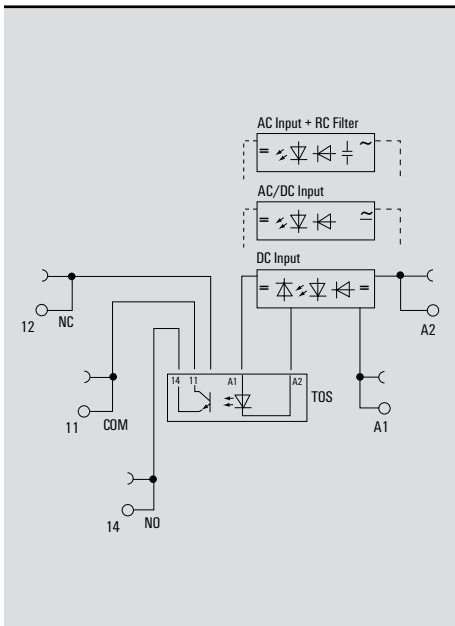 AC Input + RC Filter
= ~
AC/DC Input
=
DC Input
= =
12 NC
A2
14 11 A1 A2
TOS
11 COM
A1
14 NO